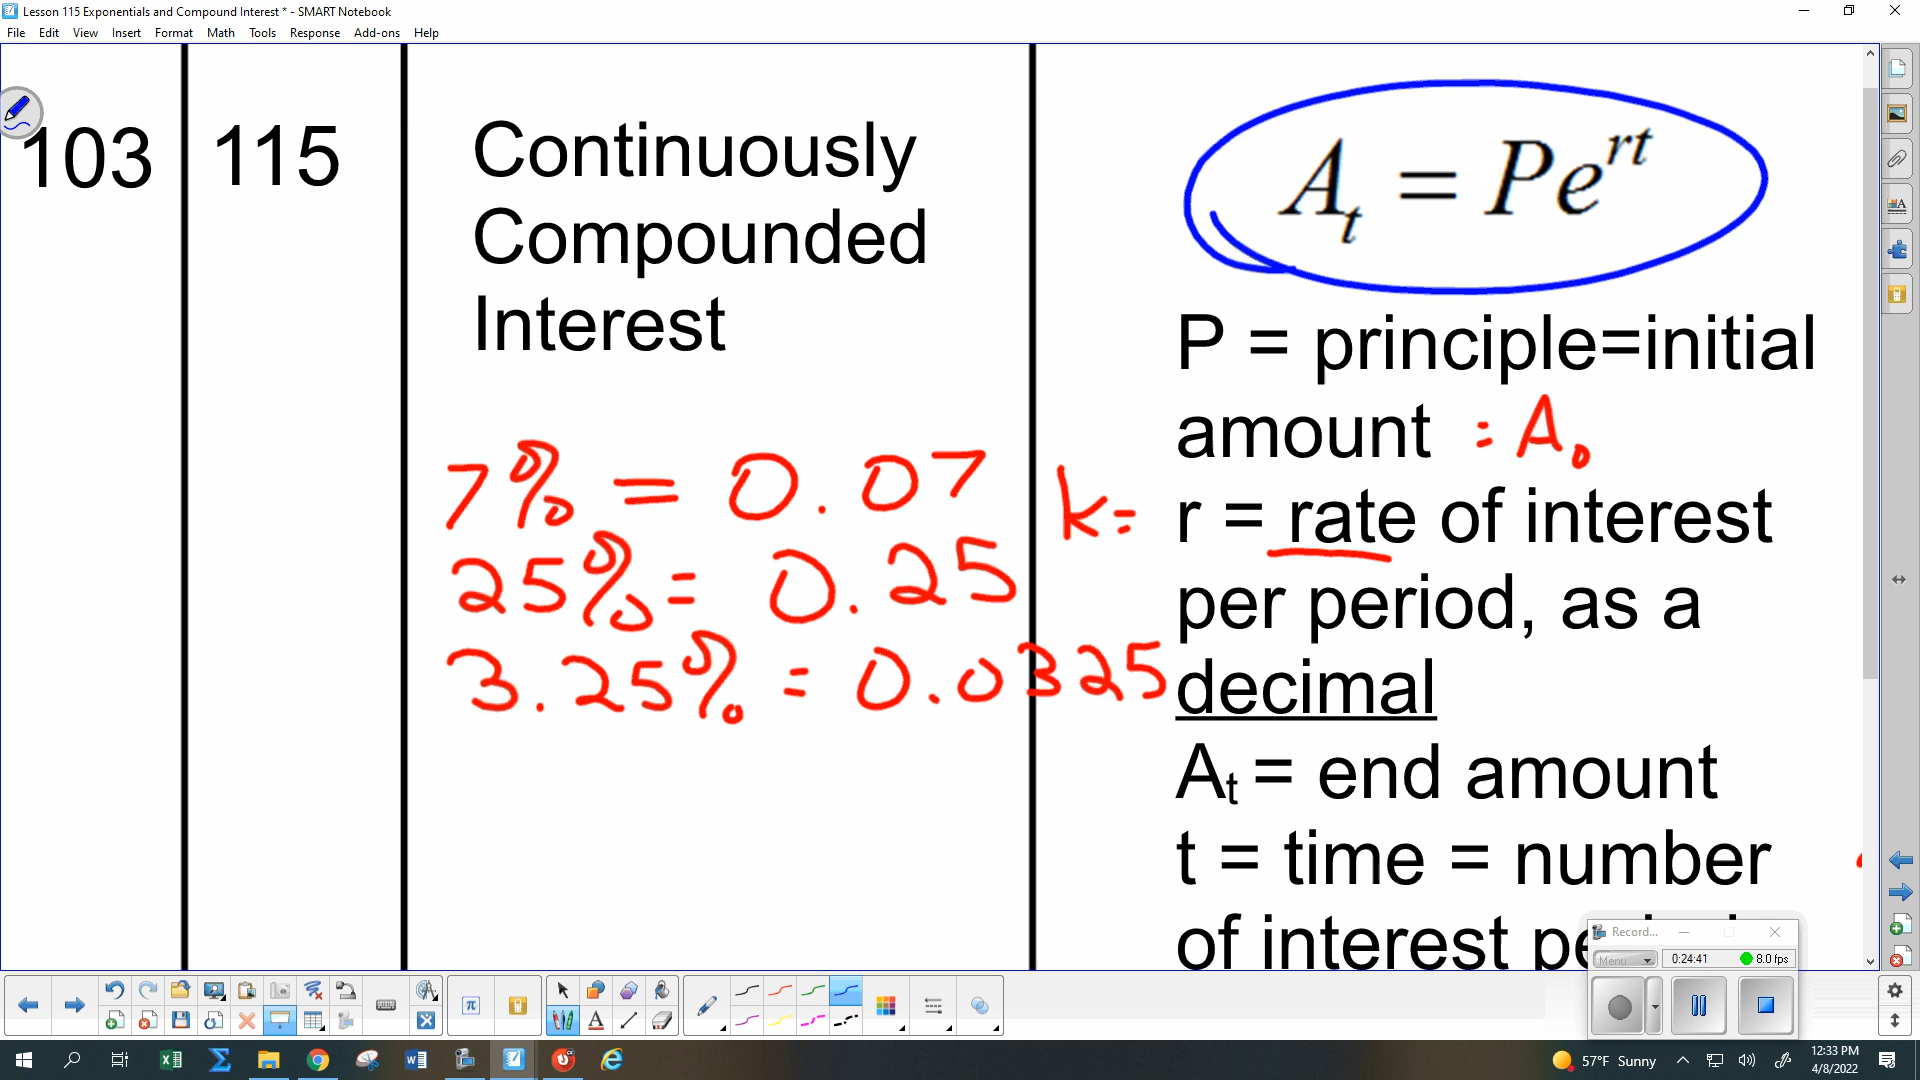 Lesson 115 Exponentials and Compound Interest * - SMART Notebook
File Edit View Insert Format Math Tools Response Add-ons Help
103
115
Continuously
Compounded
Interest
7% = 0.07
25% = 0.25
3.25% = 0.0325
Aₜ = Pe^rt
P = principle=initial
amount = A₀
k= r = rate of interest
per period, as a
decimal
Aₜ = end amount
t = time = number
of interest
Record...
Menu
0:24:41
8.0 fps
57°F Sunny
12:33 PM
4/8/2022